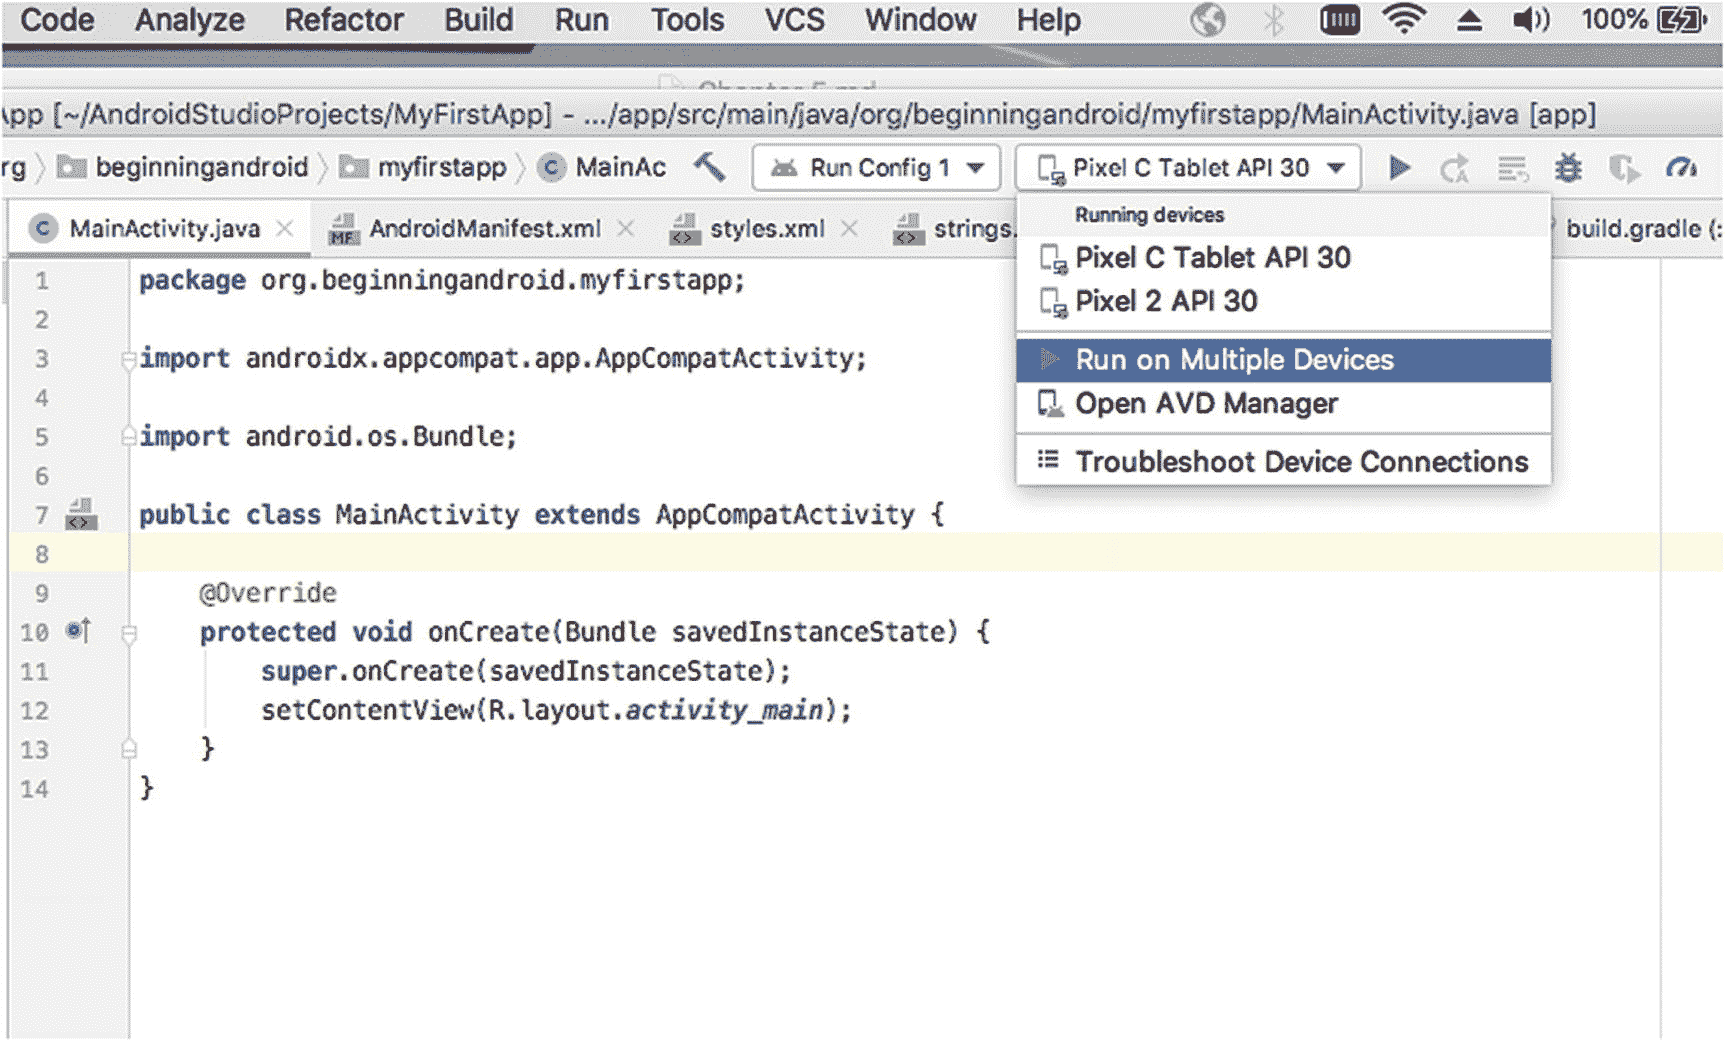 Code Analyze Refactor Build Run Tools VCS Window Help 100%
App [~/AndroidStudioProjects/MyFirstApp] - .../app/src/main/java/org/beginningandroid/myfirstapp/MainActivity.java [app]
rg beginningandroid myfirstapp C MainAc Run Config 1 Pixel C Tablet API 30
C MainActivity.java MF AndroidManifest.xml styles.xml strings. build.gradle (:
Running devices
Pixel C Tablet API 30
Pixel 2 API 30
Run on Multiple Devices
Open AVD Manager
Troubleshoot Device Connections
1 package org.beginningandroid.myfirstapp;
2
3 import androidx.appcompat.app.AppCompatActivity;
4
5 import android.os.Bundle;
6
7 public class MainActivity extends AppCompatActivity {
8
9 @Override
10 protected void onCreate(Bundle savedInstanceState) {
11 super.onCreate(savedInstanceState);
12 setContentView(R.layout.activity_main);
13 }
14 }